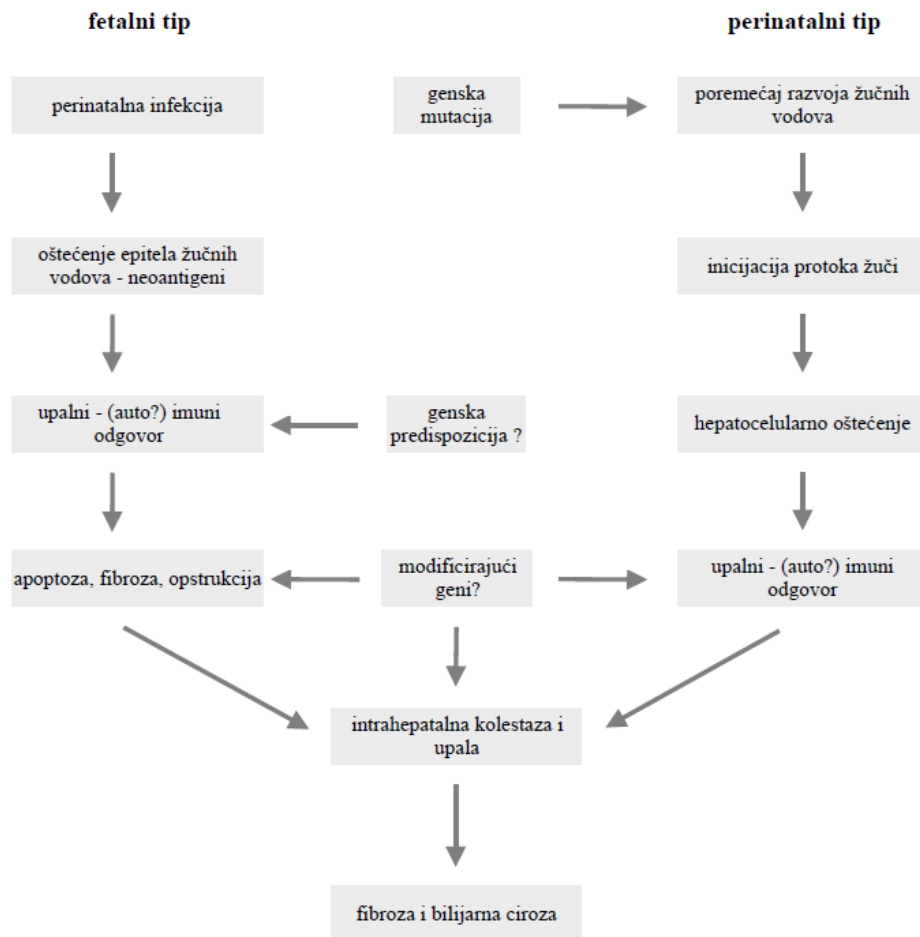 fetalni tip
perinatalni tip
perinatalna infekcija
genska
mutacija
poremećaj razvoja žučnih
vodova
oštećenje epitela žučnih
vodova - neoantigeni
inicijacija protoka žuči
upalni - (auto?) imuni
odgovor
genska
predispozicija ?
hepatocelularno oštećenje
apoptoza, fibroza, opstrukcija
modificirajući
geni?
upalni - (auto?) imuni
odgovor
intrahepatalna kolestaza i
upala
fibroza i bilijarna ciroza